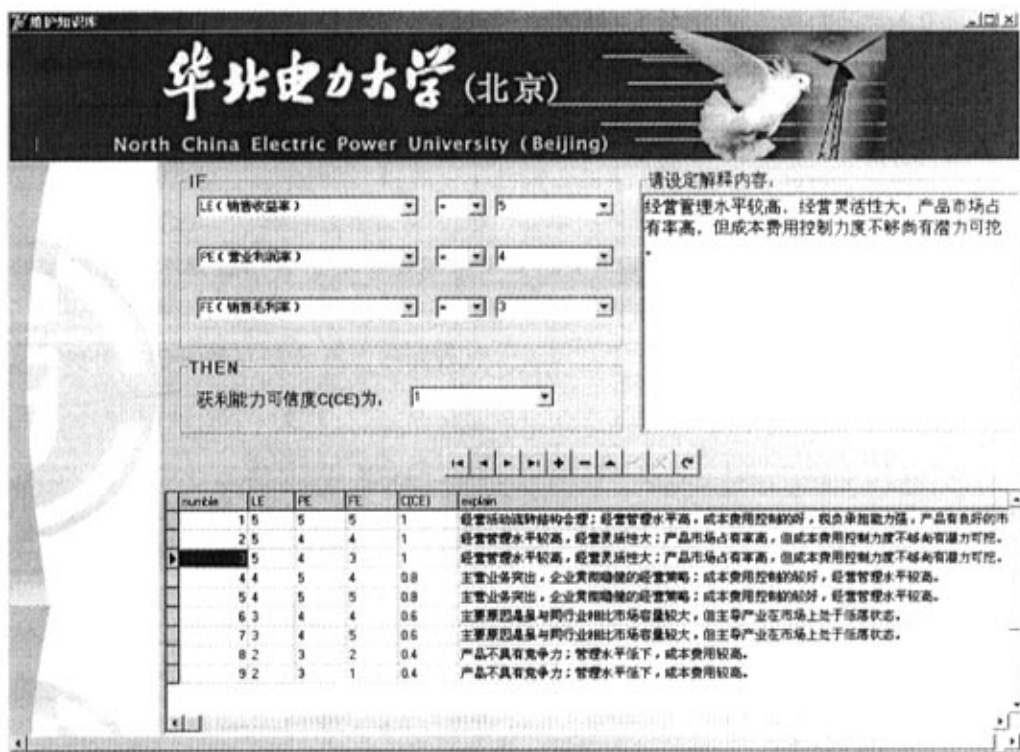 维护知识库
华北电力大学(北京)
North China Electric Power University (Beijing)
IF
LE(销售收益率) = 5
PE(营业利润率) = 4
FE(销售毛利率) = 3
THEN
获利能力可信度C(CE)为, 1
请设定解释内容,
经营管理水平较高,经营灵活性大;产品市场占
有率高,但成本费用控制力度不够尚有潜力可挖
。
numble LE PE FE C(CE) explain
1 5 5 5 1 经营活动流转结构合理;经营管理水平高,成本费用控制的好,税负承担能力强,产品有良好的市
2 5 4 4 1 经营管理水平较高,经营灵活性大;产品市场占有率高,但成本费用控制力度不够尚有潜力可挖。
5 4 3 1 经营管理水平较高,经营灵活性大;产品市场占有率高,但成本费用控制力度不够尚有潜力可挖。
4 4 5 4 0.8 主营业务突出,企业贯彻稳健的经营策略;成本费用控制的较好,经营管理水平较高。
5 4 5 5 0.8 主营业务突出,企业贯彻稳健的经营策略;成本费用控制的较好,经营管理水平较高。
6 3 4 4 0.6 主要原因是虽与同行业相比市场容量较大,但主导产业在市场上处于低落状态。
7 3 4 5 0.6 主要原因是虽与同行业相比市场容量较大,但主导产业在市场上处于低落状态。
8 2 3 2 0.4 产品不具有竞争力;管理水平低下,成本费用较高。
9 2 3 1 0.4 产品不具有竞争力;管理水平低下,成本费用较高。